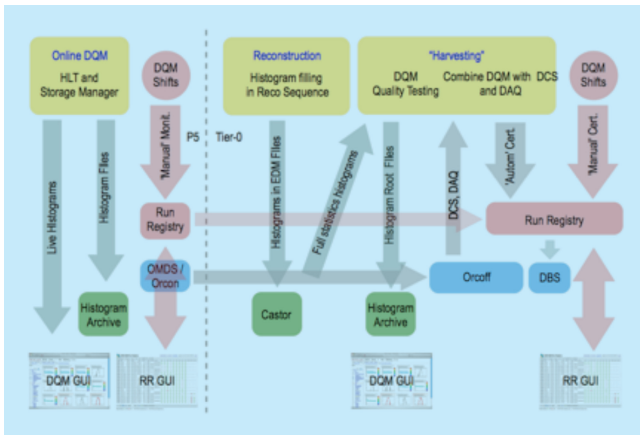 Online DQM
HLT and
Storage Manager
DQM
Shifts
Reconstruction
Histogram filling
in Reco Sequence
"Harvesting"
DQM
Quality Testing
Combine DQM with DCS
and DAQ
DQM
Shifts
Live Histograms
Histogram Files
'Manual' Monit.
P5
Tier-0
Histograms in EDM Files
Full statistics histograms
Histogram Root Files
DCS, DAQ
'Autom' Cert.
'Manual' Cert.
Run
Registry
Run Registry
OMDS /
Orcon
Orcoff
DBS
Histogram
Archive
Castor
Histogram
Archive
DQM GUI
RR GUI
DQM GUI
RR GUI